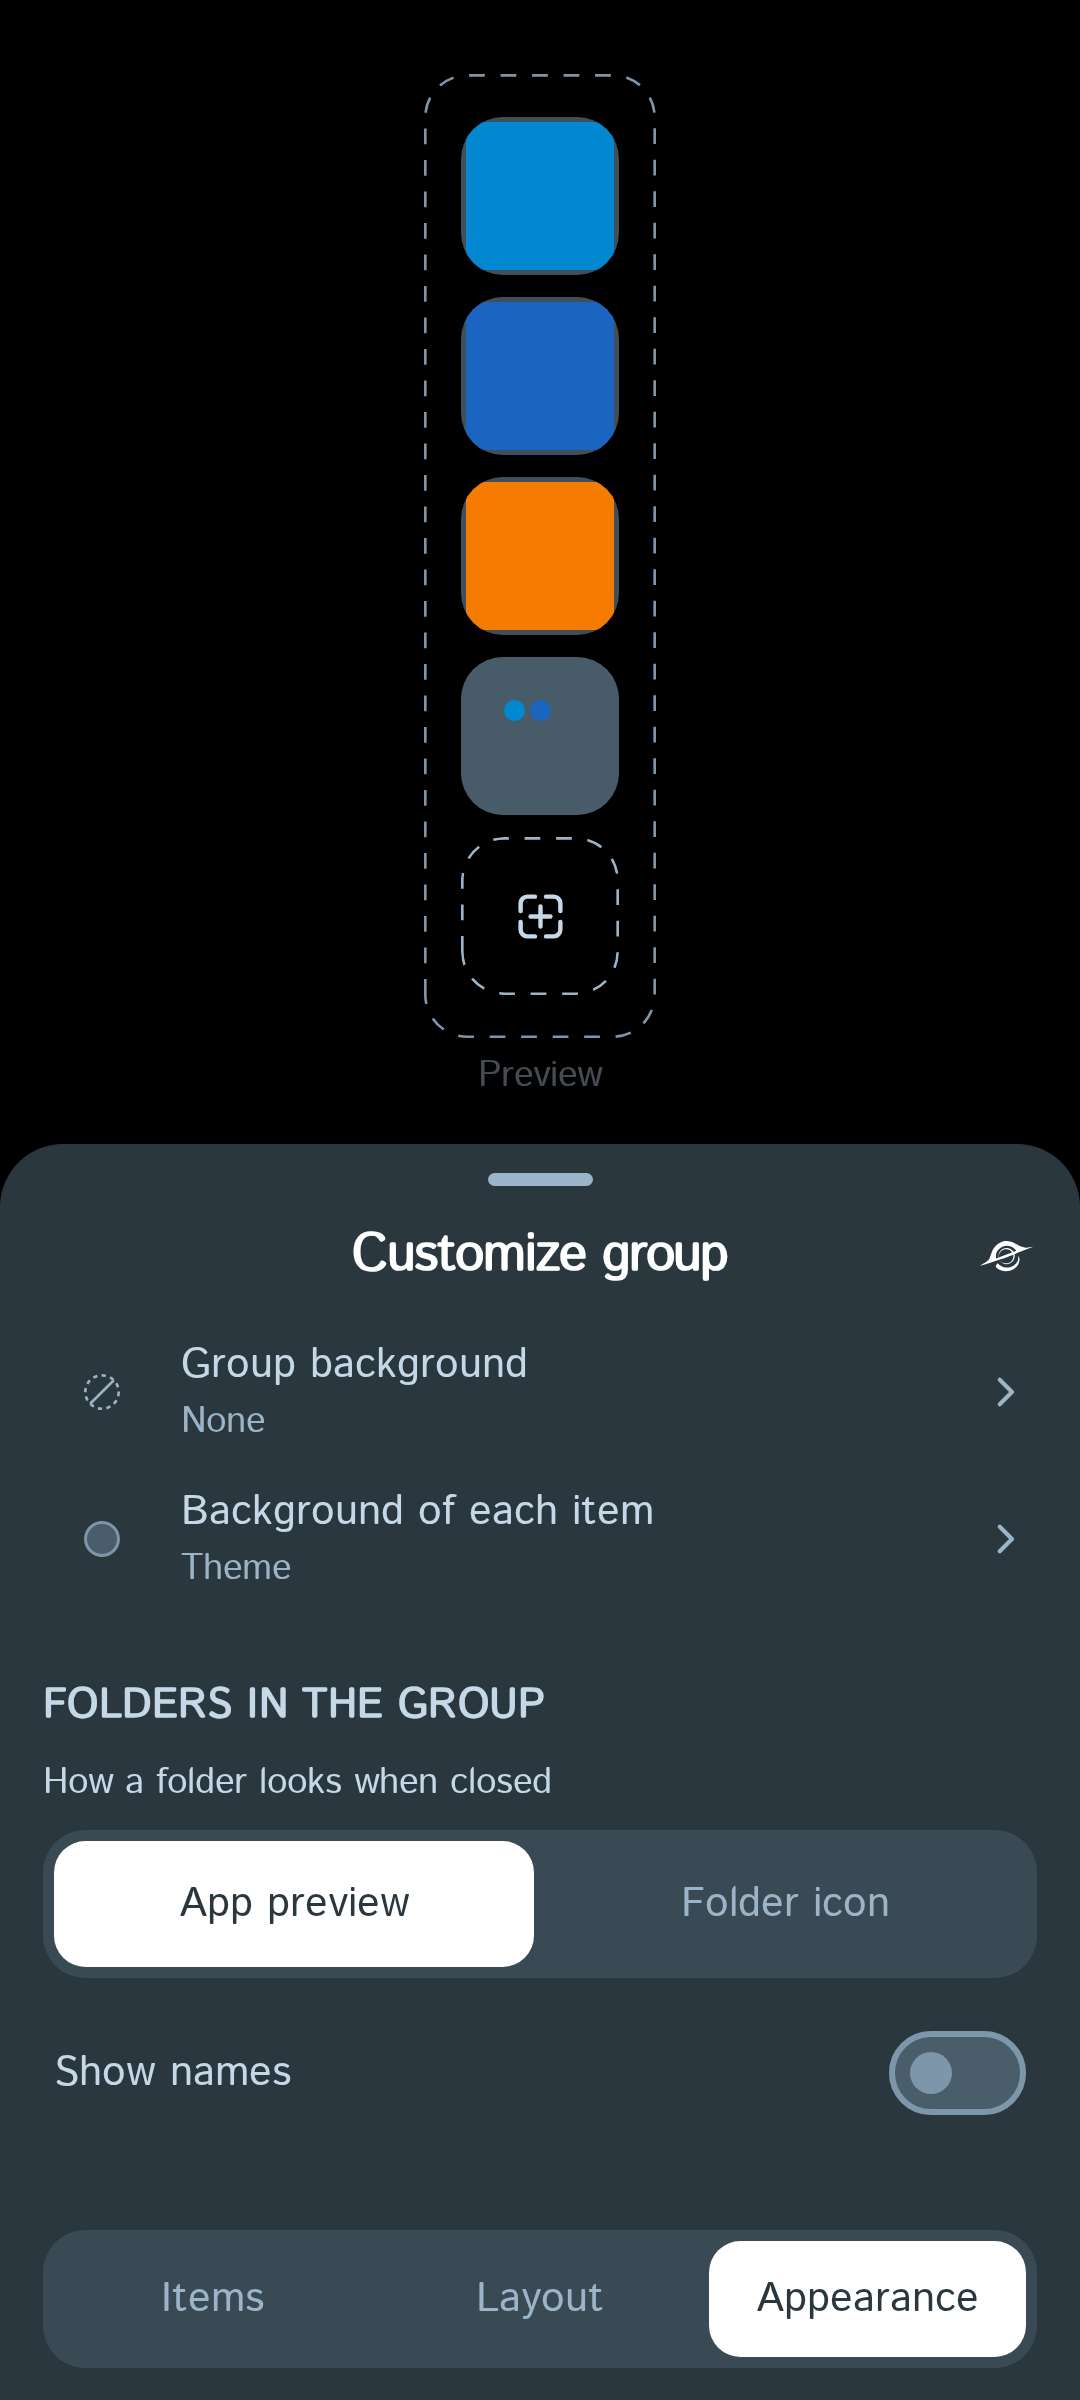 Preview
Customize group
Group background
None
Background of each item
Theme
FOLDERS IN THE GROUP
How a folder looks when closed
App preview
Folder icon
Show names
Items
Layout
Appearance